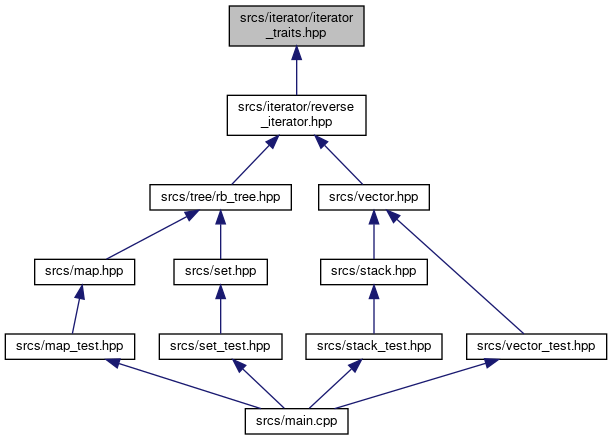 srcs/iterator/iterator
_traits.hpp
srcs/iterator/reverse
_iterator.hpp
srcs/tree/rb_tree.hpp
srcs/vector.hpp
srcs/map.hpp
srcs/set.hpp
srcs/stack.hpp
srcs/map_test.hpp
srcs/set_test.hpp
srcs/stack_test.hpp
srcs/vector_test.hpp
srcs/main.cpp